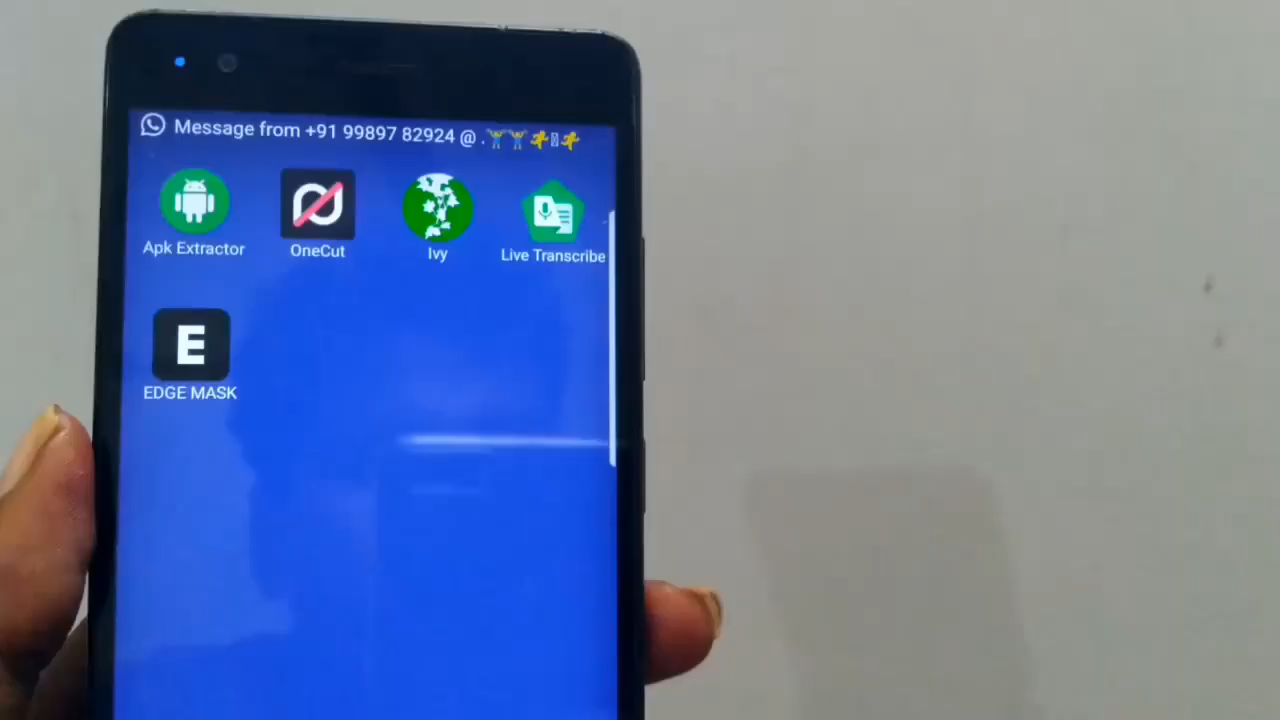 Message from +91 99897 82924 @ .🤼🤼🏃▯🏃
Apk Extractor
OneCut
Ivy
Live Transcribe
E
EDGE MASK